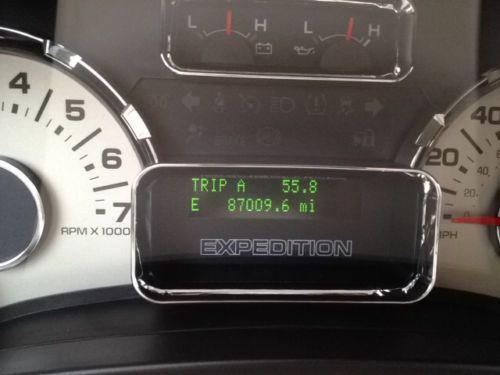 L H L H
4
5
6
7
RPM X 1000
TRIP A 55.8
E 87009.6 mi
EXPEDITION
40
20
MPH